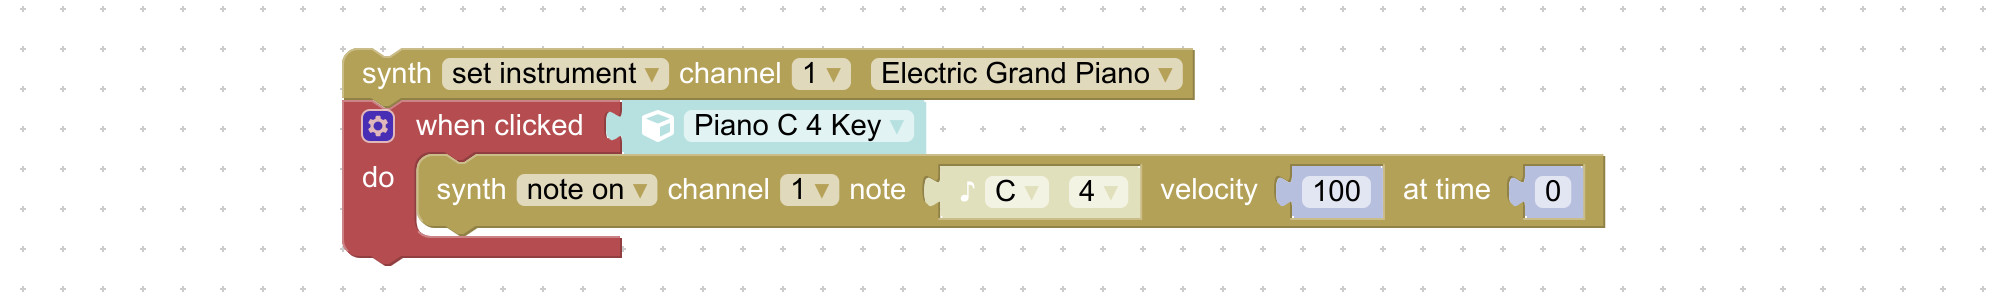 synth set instrument channel 1 Electric Grand Piano
when clicked Piano C 4 Key
do synth note on channel 1 note C 4 velocity 100 at time 0